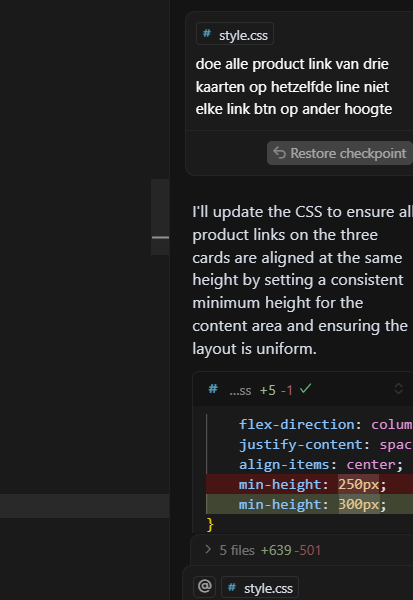 # style.css
doe alle product link van drie
kaarten op hetzelfde line niet
elke link btn op ander hoogte
Restore checkpoint
I'll update the CSS to ensure all
product links on the three
cards are aligned at the same
height by setting a consistent
minimum height for the
content area and ensuring the
layout is uniform.
# ...ss +5 -1
flex-direction: colum
justify-content: spac
align-items: center;
min-height: 250px;
min-height: 300px;
}
5 files +639 -501
@ # style.css